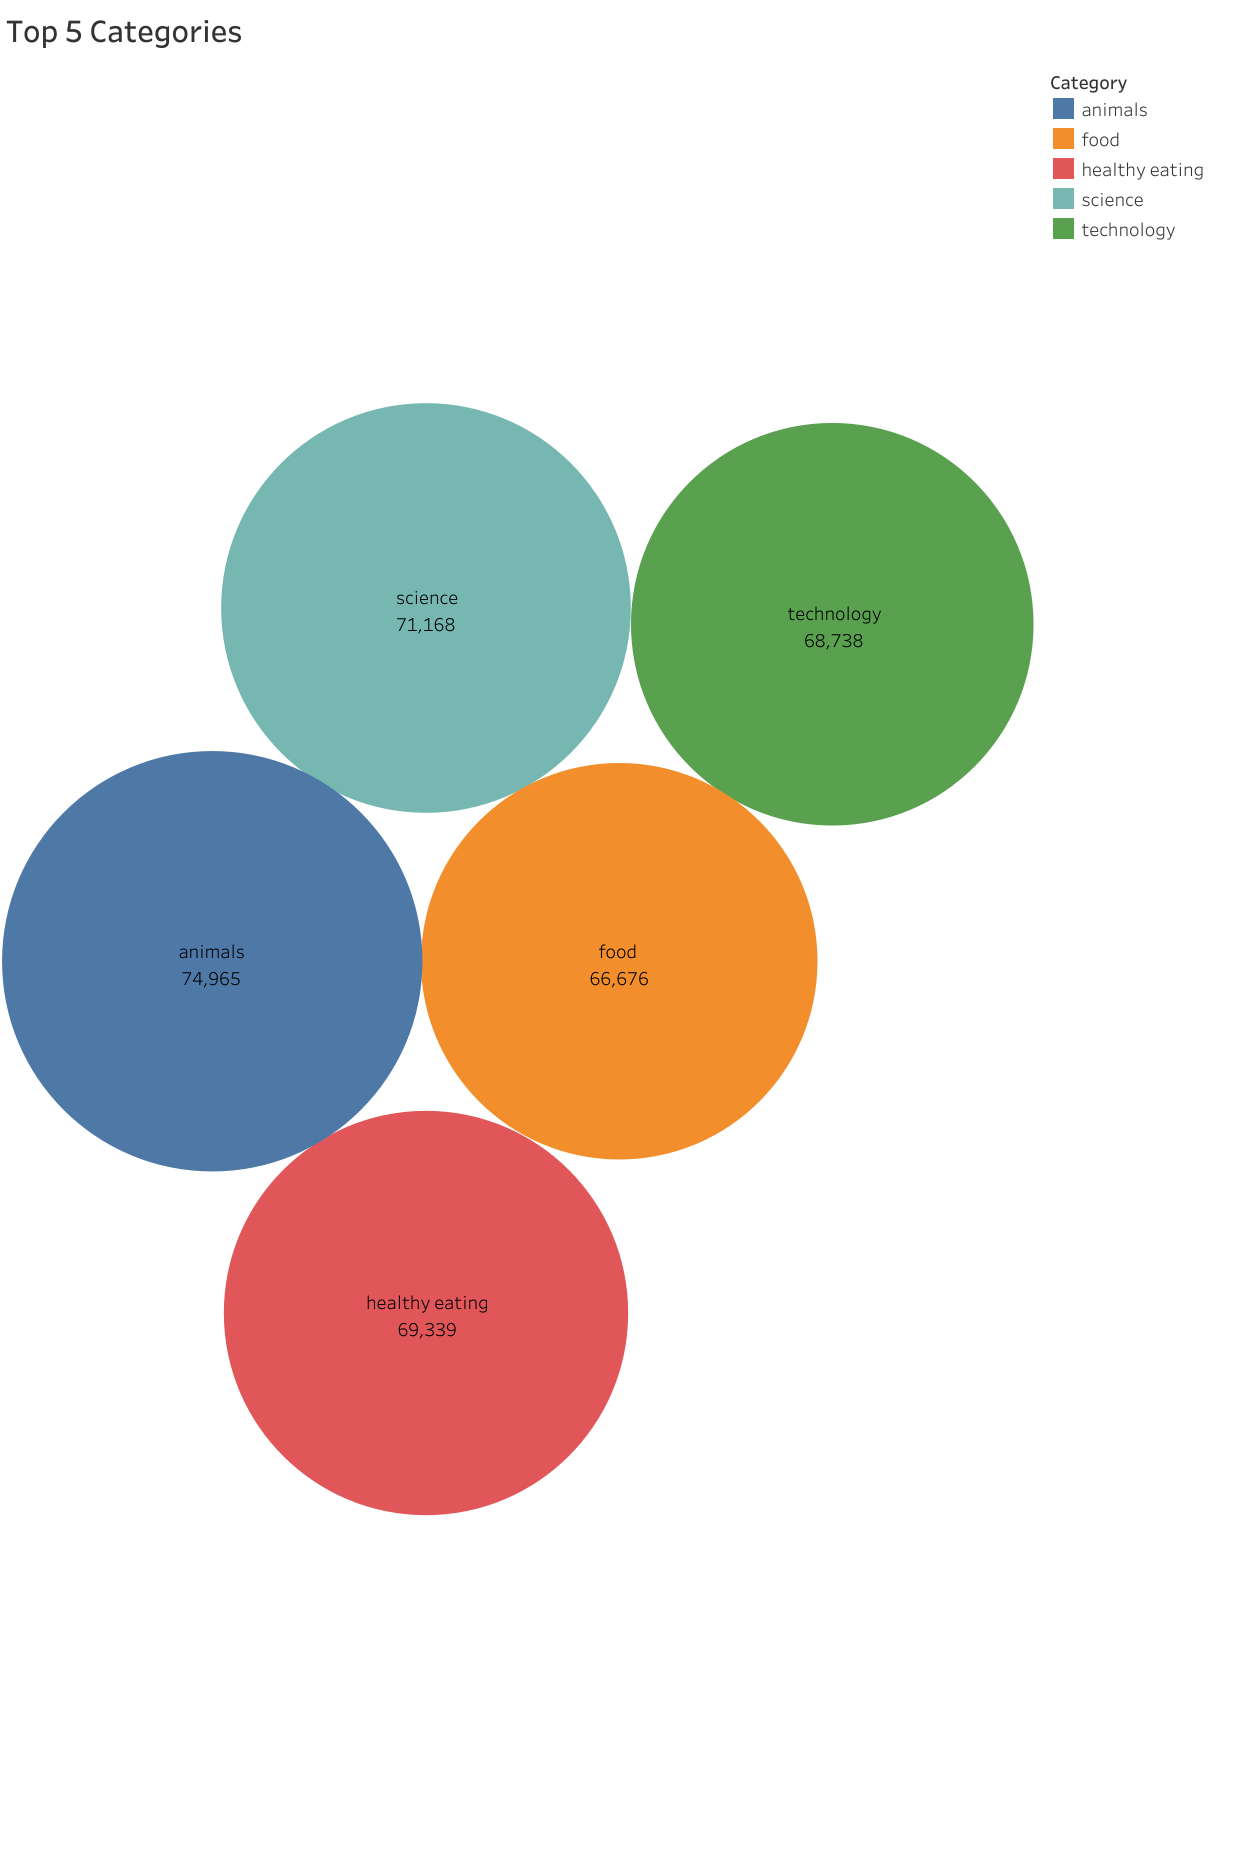 Top 5 Categories
Category
animals
food
healthy eating
science
technology
science
71,168
technology
68,738
animals
74,965
food
66,676
healthy eating
69,339